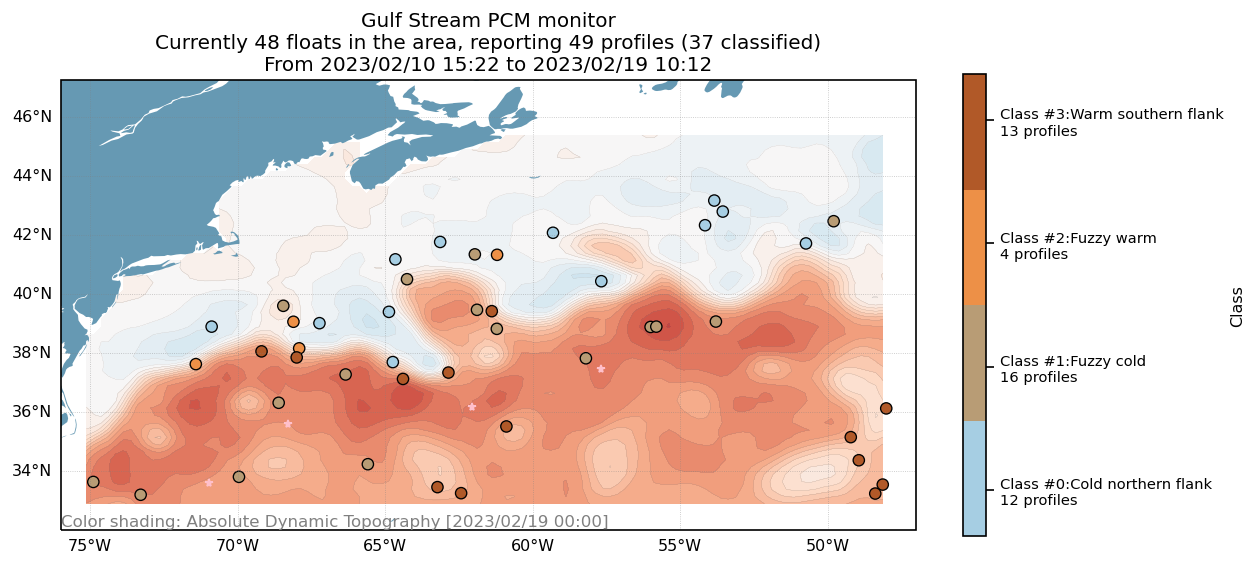 Gulf Stream PCM monitor
Currently 48 floats in the area, reporting 49 profiles (37 classified)
From 2023/02/10 15:22 to 2023/02/19 10:12
46°N
44°N
42°N
40°N
38°N
36°N
34°N
Color shading: Absolute Dynamic Topography [2023/02/19 00:00]
75°W
70°W
65°W
60°W
55°W
50°W
Class #3:Warm southern flank
13 profiles
Class #2:Fuzzy warm
4 profiles
Class #1:Fuzzy cold
16 profiles
Class #0:Cold northern flank
12 profiles
Class